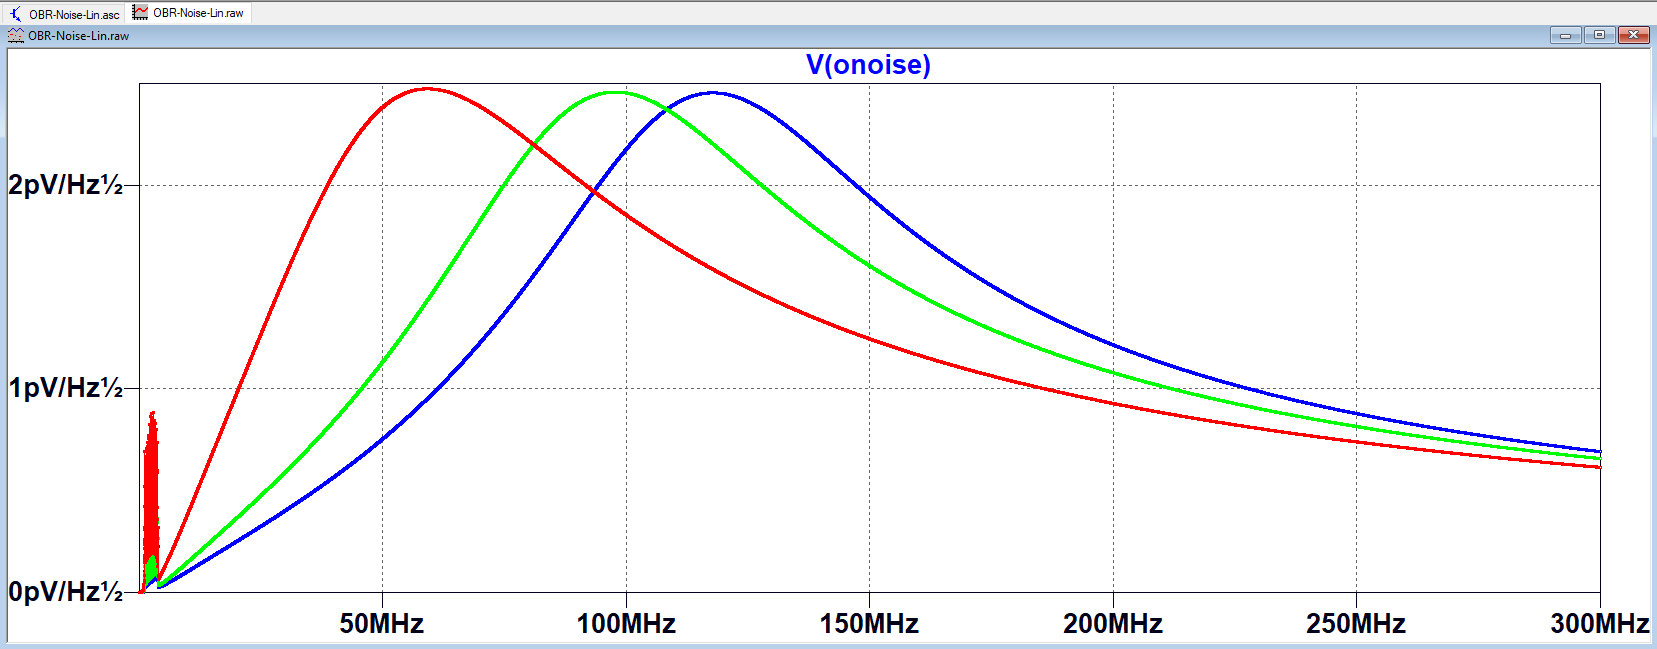 OBR-Noise-Lin.asc OBR-Noise-Lin.raw
OBR-Noise-Lin.raw
V(onoise)
2pV/Hz½
1pV/Hz½
0pV/Hz½
50MHz 100MHz 150MHz 200MHz 250MHz 300MHz